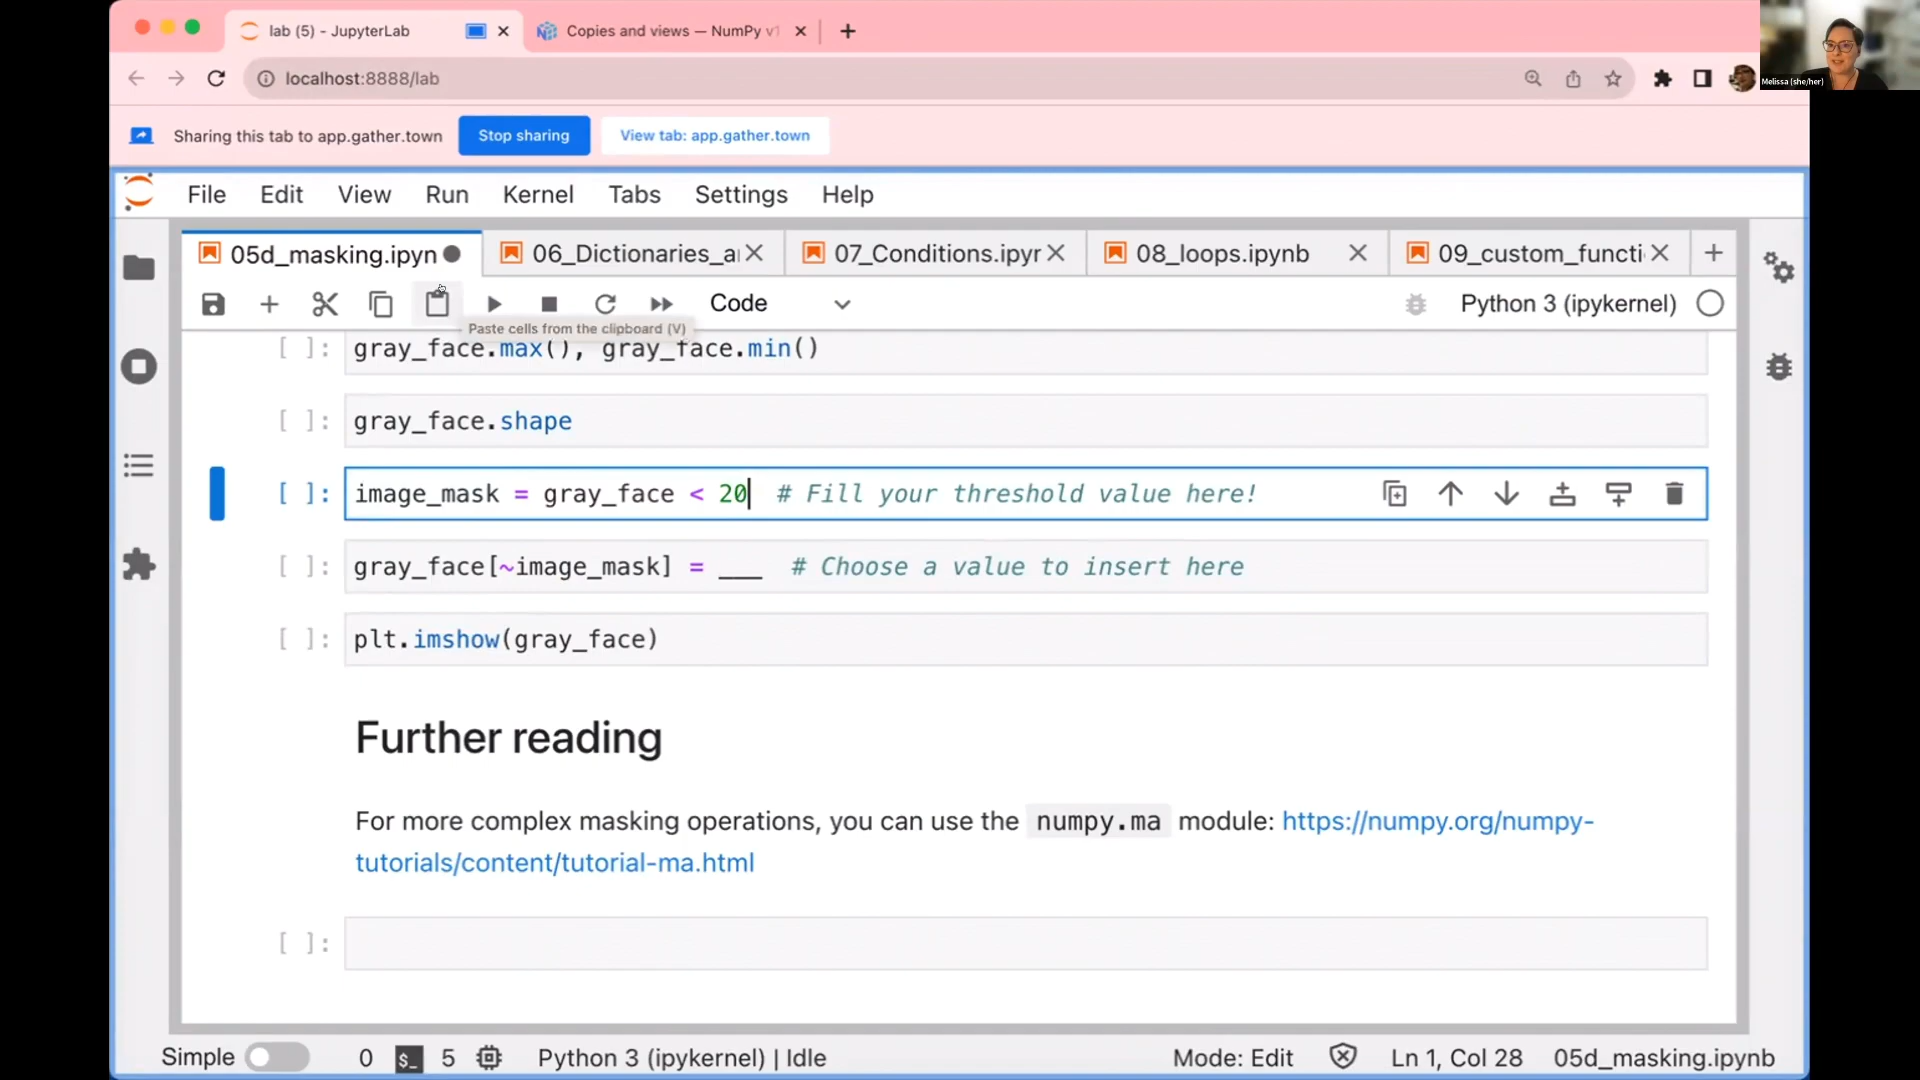 lab (5) - JupyterLab
Copies and views — NumPy v1
localhost:8888/lab
Melissa (she/her)
Sharing this tab to app.gather.town
Stop sharing
View tab: app.gather.town
File Edit View Run Kernel Tabs Settings Help
05d_masking.ipyn
06_Dictionaries_a
07_Conditions.ipyr
08_loops.ipynb
09_custom_functi
Code
Python 3 (ipykernel)
Paste cells from the clipboard (V)
[ ]: gray_face.max(), gray_face.min()
[ ]: gray_face.shape
[ ]: image_mask = gray_face < 20 # Fill your threshold value here!
[ ]: gray_face[~image_mask] = ___ # Choose a value to insert here
[ ]: plt.imshow(gray_face)
Further reading
For more complex masking operations, you can use the numpy.ma module: https://numpy.org/numpy-
tutorials/content/tutorial-ma.html
[ ]:
Simple 0 $_ 5 Python 3 (ipykernel) | Idle Mode: Edit Ln 1, Col 28 05d_masking.ipynb